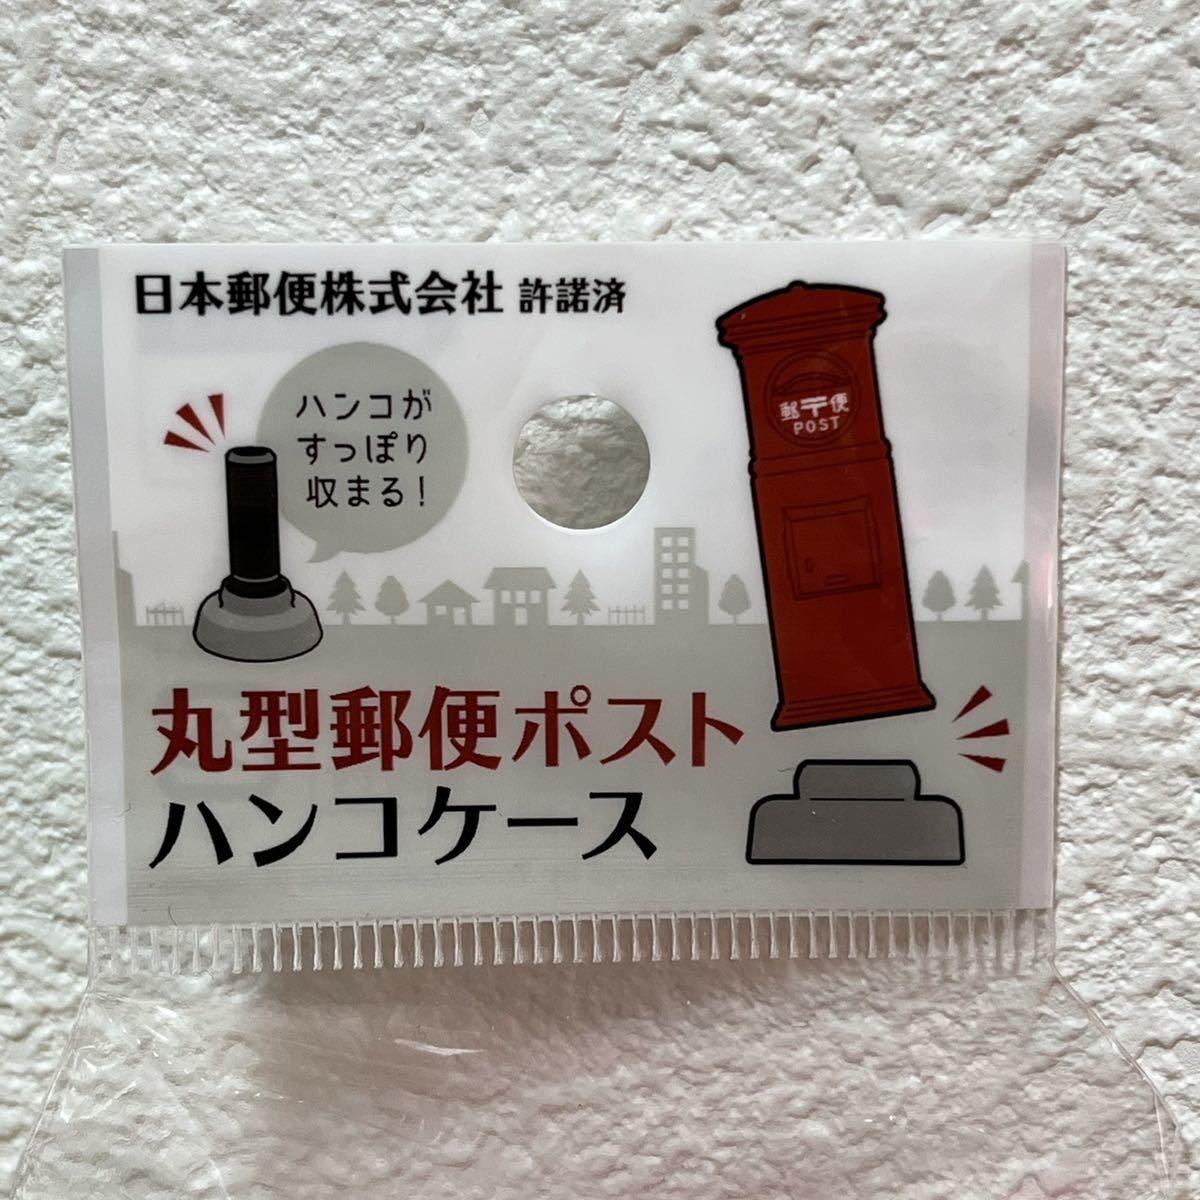 日本郵便株式会社 許諾済
ハンコが
すっぽり
収まる!
郵〒便
POST
丸型郵便ポスト
ハンコケース